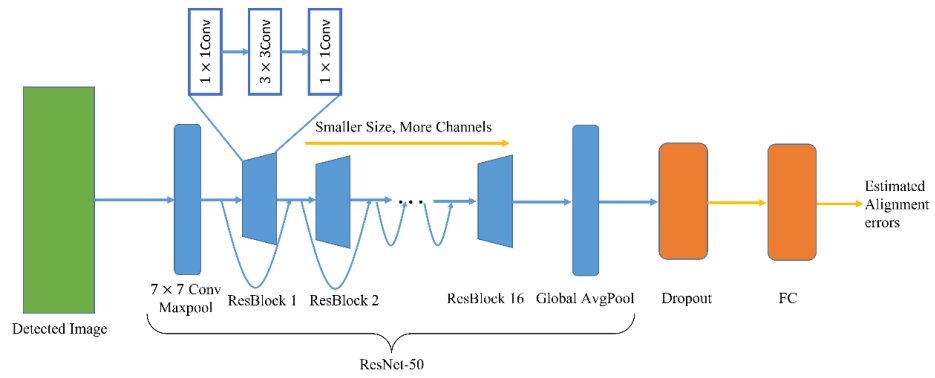 1 × 1Conv
3 × 3Conv
1 × 1Conv
Smaller Size, More Channels
...
Estimated
Alignment
errors
7 × 7 Conv
Maxpool
ResBlock 1
ResBlock 2
ResBlock 16
Global AvgPool
Dropout
FC
Detected Image
ResNet-50